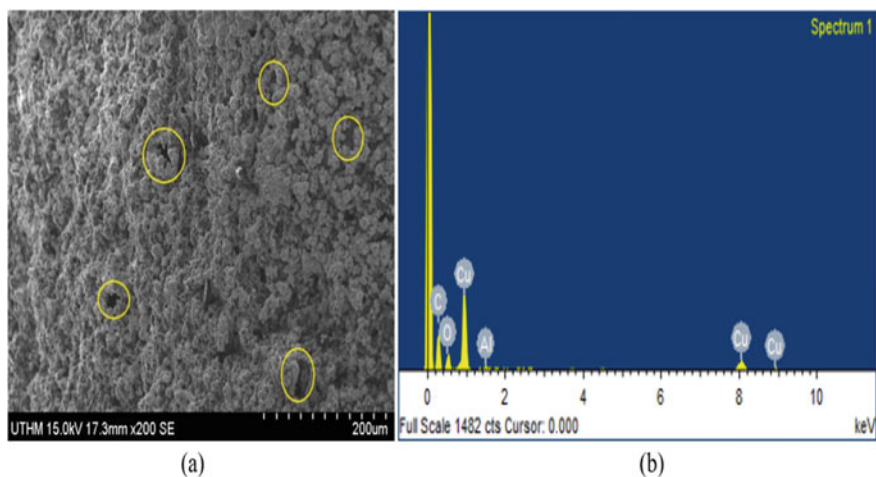 Spectrum 1
Cu
C
O
Al
Cu
Cu
0 2 4 6 8 10
UTHM 15.0kV 17.3mm x200 SE 200um
Full Scale 1482 cts Cursor: 0.000 keV
(a) (b)